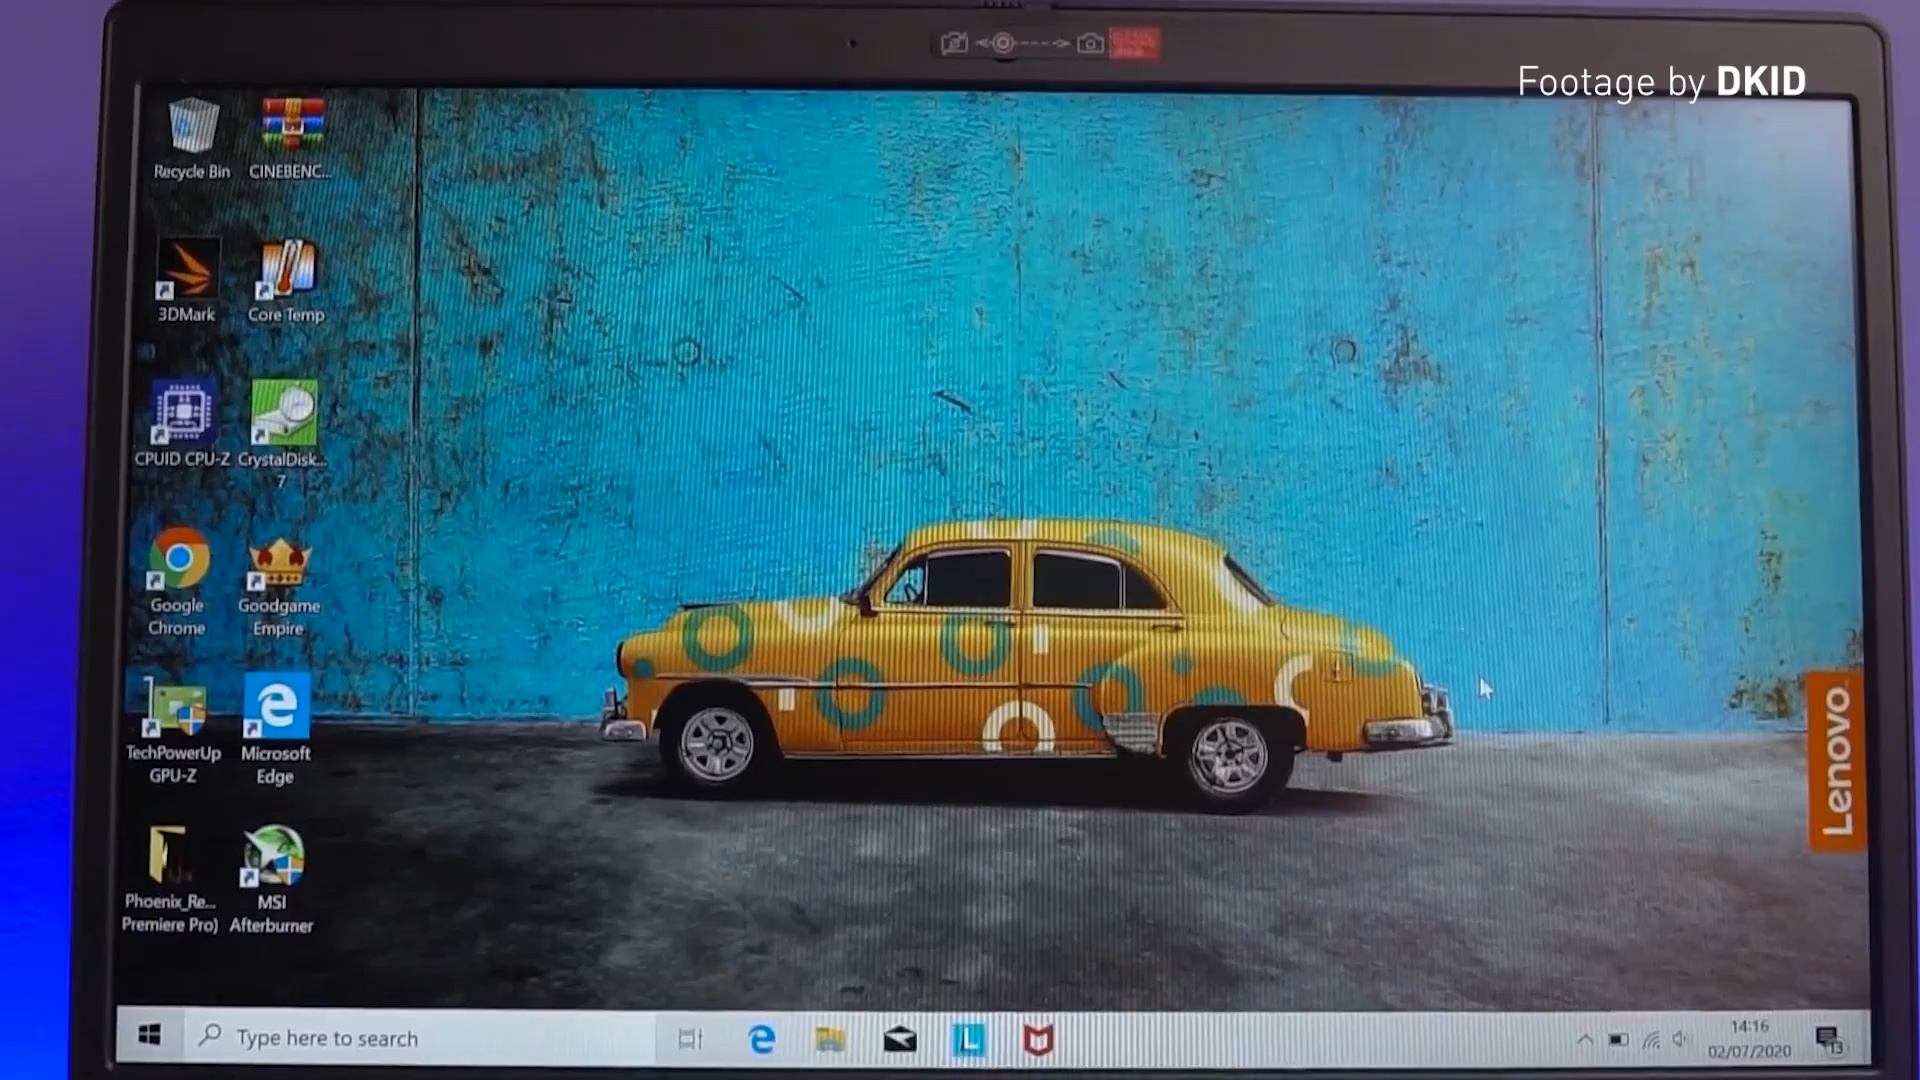 Footage by DKID
Recycle Bin
CINEBENC...
3DMark
Core Temp
CPUID CPU-Z
CrystalDisk...
7
Google
Chrome
Goodgame
Empire
TechPowerUp
GPU-Z
Microsoft
Edge
Phoenix_Re...
Premiere Pro)
MSI
Afterburner
Lenovo
Type here to search
L
14:16
02/07/2020
13